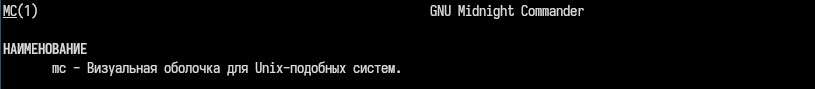 MC(1) GNU Midnight Commander
НАИМЕНОВАНИЕ
mc - Визуальная оболочка для Unix-подобных систем.